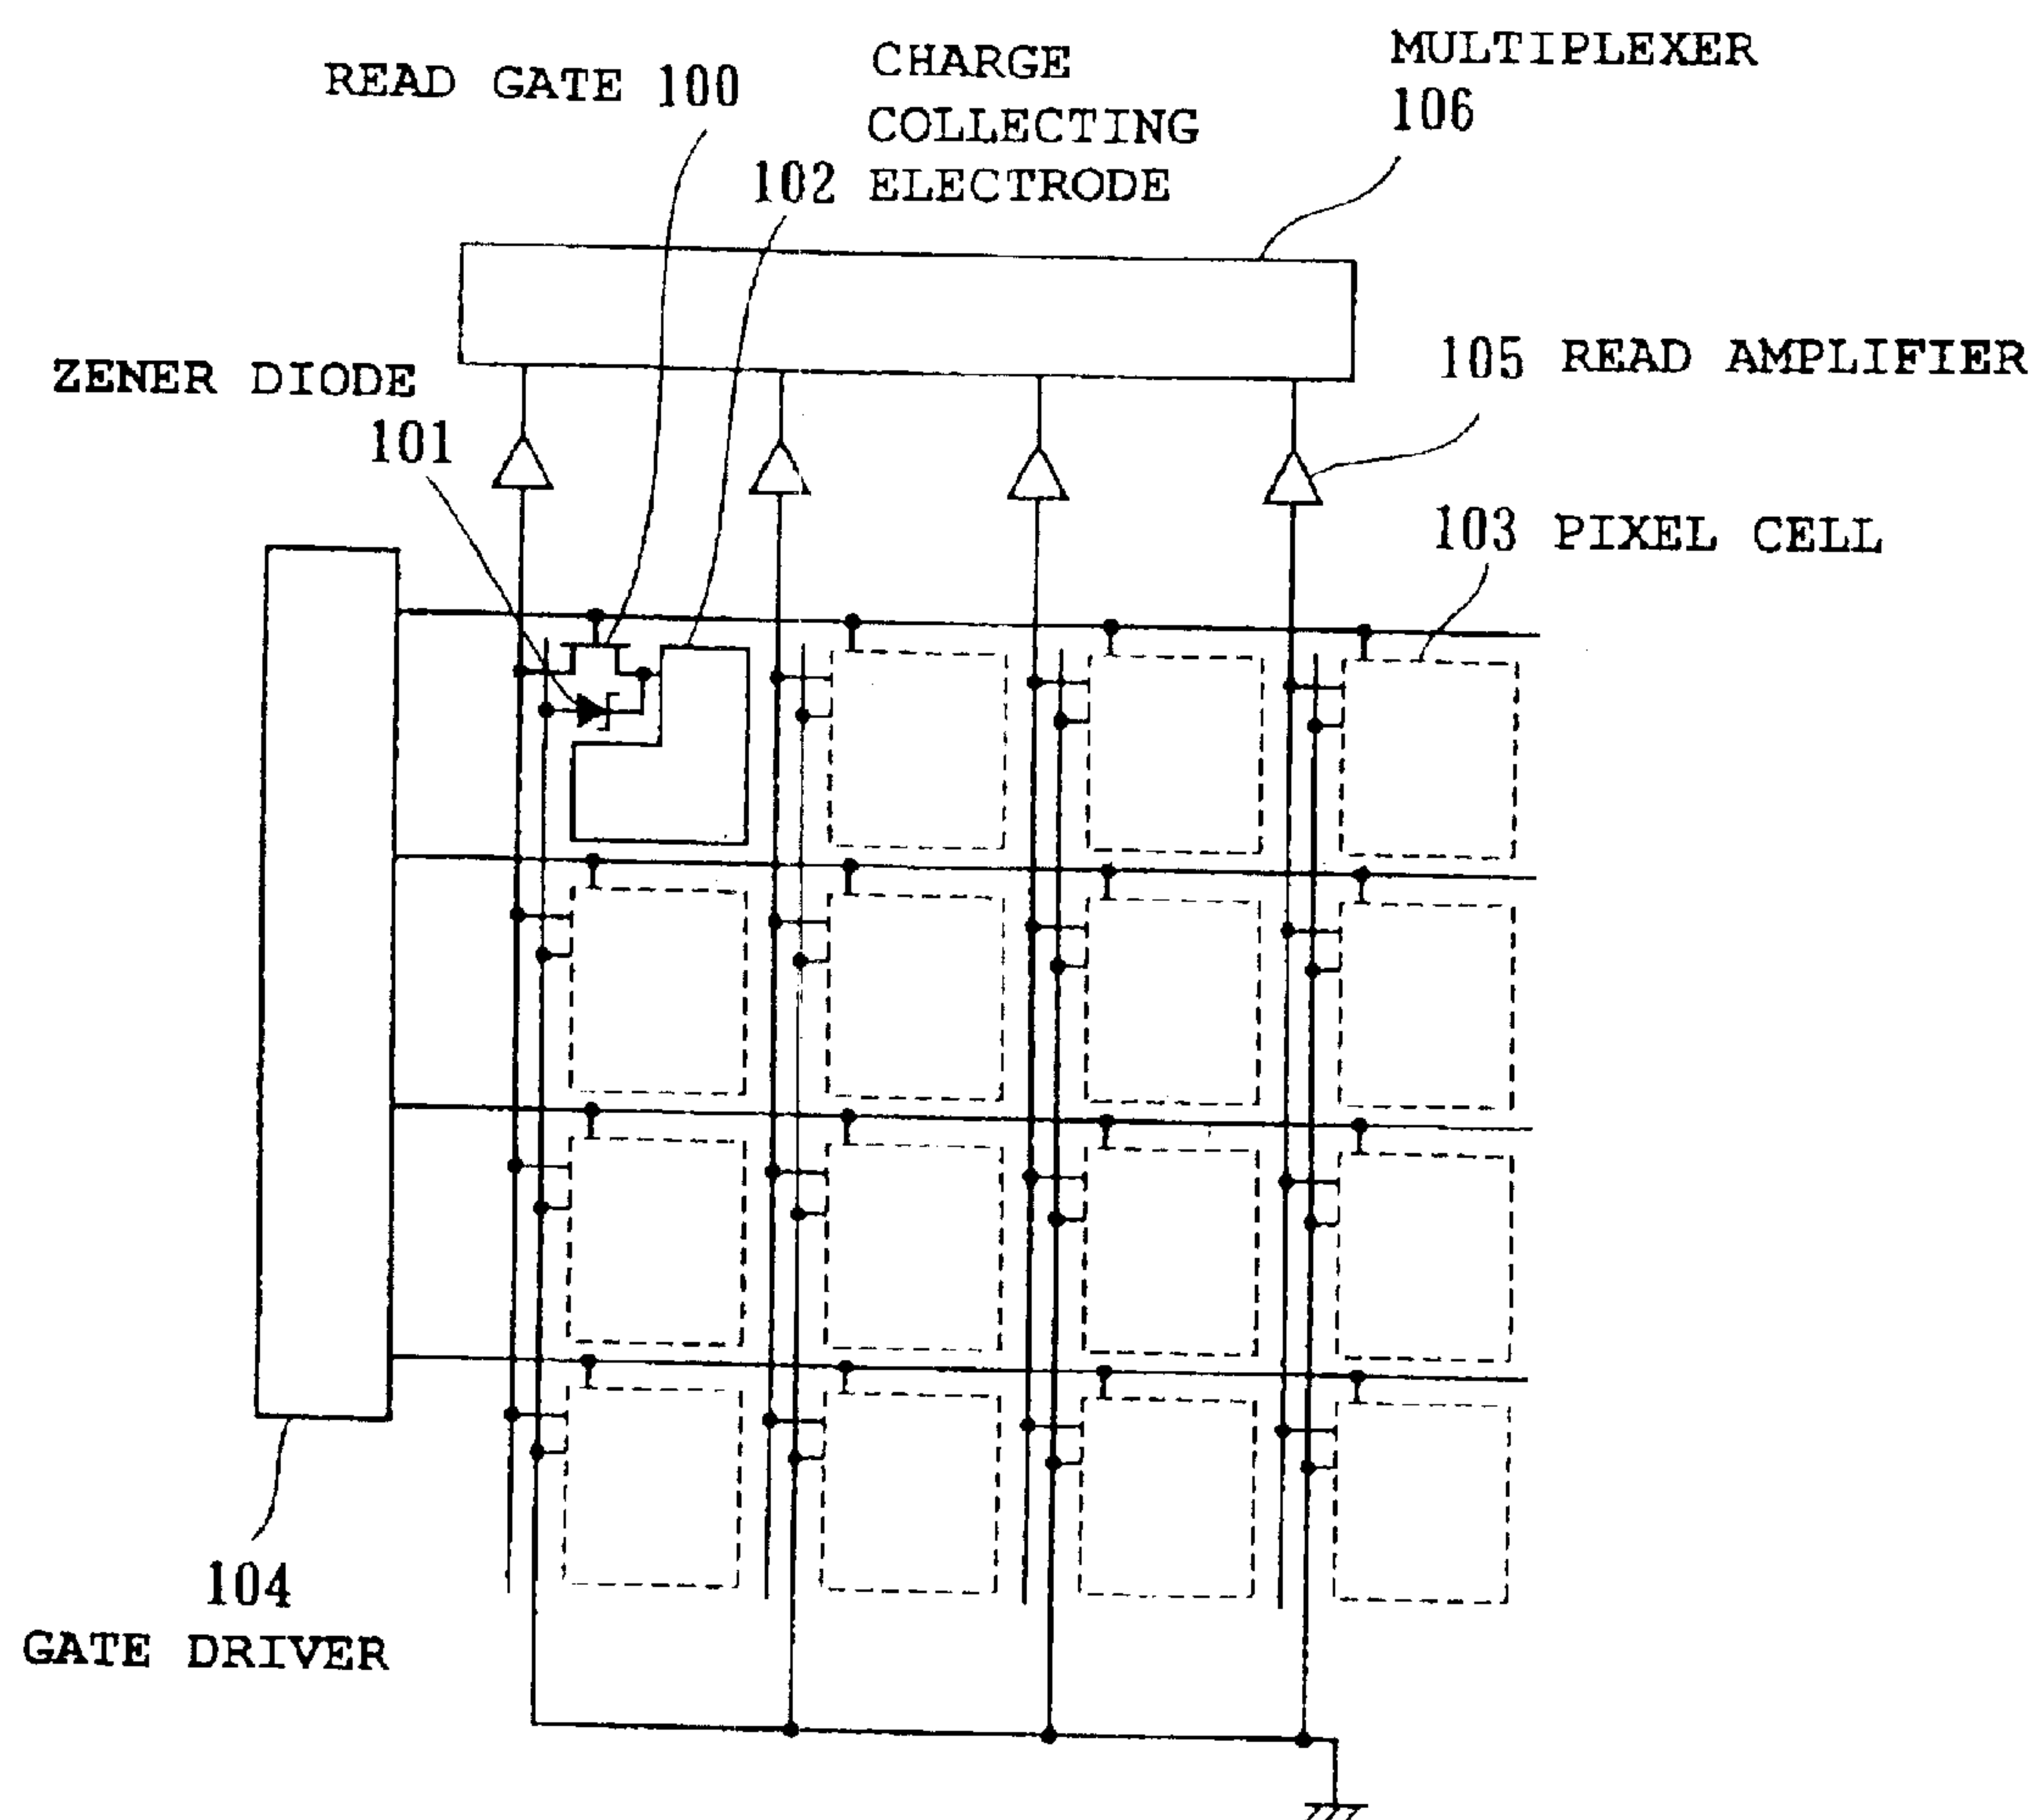 READ GATE 100
CHARGE
COLLECTING
102 ELECTRODE
MULTIPLEXER
106
ZENER DIODE
101
105 READ AMPLIFIER
103 PIXEL CELL
104
GATE DRIVER